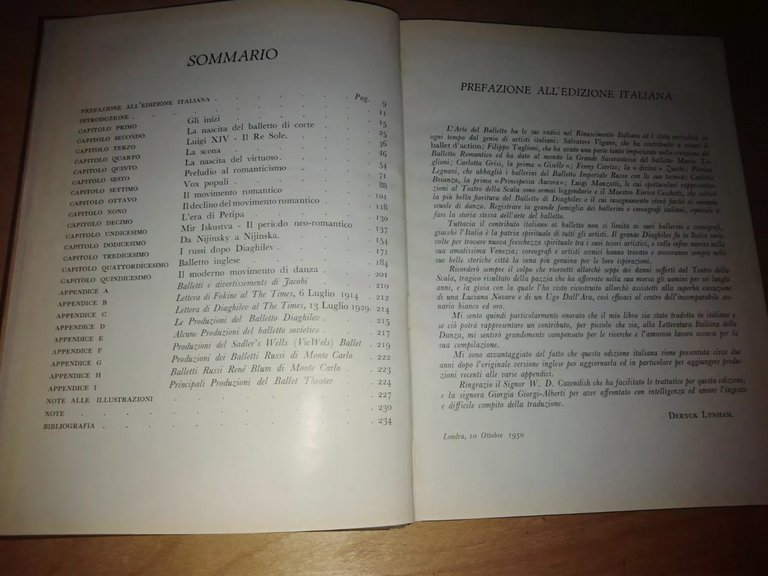 SOMMARIO
Pag.
PREFAZIONE ALL'EDIZIONE ITALIANA 9
INTRODUZIONE 11
CAPITOLO PRIMO Gli inizi 15
CAPITOLO SECONDO La nascita del balletto di corte 25
CAPITOLO TERZO Luigi XIV - Il Re Sole. 36
CAPITOLO QUARTO La scena 46
CAPITOLO QUINTO La nascita del virtuoso. 54
CAPITOLO SESTO Preludio al romanticismo 71
CAPITOLO SETTIMO Vox populi 88
CAPITOLO OTTAVO Il movimento romantico 101
CAPITOLO NONO Il declino del movimento romantico 118
CAPITOLO DECIMO L'era di Petipa 130
CAPITOLO UNDICESIMO Mir Iskustva - Il periodo neo-romantico 137
CAPITOLO DODICESIMO Da Nijinsky a Nijinska. 150
CAPITOLO TREDICESIMO I russi dopo Diaghilev 171
CAPITOLO QUATTORDICESIMO Balletto inglese 184
CAPITOLO QUINDICESIMO Il moderno movimento di danza 201
APPENDICE A Balletti e divertissements di Jacobi 210
APPENDICE B Lettera di Fokine al The Times, 6 Luglio 1914 212
APPENDICE C Lettera di Diaghilev al The Times, 13 Luglio 1929 214
APPENDICE D Le Produzioni del Balletto Diaghilev 215
APPENDICE E Alcune Produzioni del balletto sovietico 217
APPENDICE F Produzioni del Sadler's Wells (Vic Wells) Ballet 219
APPENDICE G Produzioni dei Balletti Russi di Monte Carlo 222
APPENDICE H Balletti Russi René Blum di Monte Carlo 223
APPENDICE I Principali Produzioni del Ballet Theater 224
NOTE ALLE ILLUSTRAZIONI 227
NOTE 230
BIBLIOGRAFIA 234
PREFAZIONE ALL'EDIZIONE ITALIANA
L'Arte del Balletto ha le sue radici nel Rinascimento Italiano ed è stata arricchita in
ogni tempo dal genio di artisti italiani: Salvatore Vigano, che ha contribuito a creare il
ballet d'action; Filippo Taglioni, che ha avuto una parte tanto importante nella creazione del
Balletto Romantico ed ha dato al mondo la Grande Sacerdotessa del balletto Maria Ta-
glioni; Carlotta Grisi, la prima «Giselle»; Fanny Cerrito; la «divina» Zucchi; Pierina
Legnani, che abbagliò i ballerini del Balletto Imperiale Russo con la sua tecnica; Carlotta
Brianza, la prima «Principessa Aurora»; Luigi Manzotti, le cui spettacolari rappresenta-
zioni al Teatro della Scala sono ormai leggendarie e il Maestro Enrico Cecchetti, che coltivò
la più bella fioritura del Balletto di Diaghilev e il cui insegnamento vivrà finchè ci saranno
scuole di danza. Registrare la grande famiglia dei ballerini e coreografi italiani, equivale a
fare la storia stessa dell'arte del balletto.
Tuttavia il contributo italiano al balletto non si limita ai suoi ballerini e coreografi,
giacchè l'Italia è la patria spirituale di tutti gli artisti. Il grande Diaghilev fu in Italia varie
volte per trovare nuova freschezza spirituale tra i suoi tesori artistici, e volle infine morire nella
sua amatissima Venezia; coreografi e artisti scenici hanno trovato e troveranno sempre nelle
sue belle storiche città la vena più genuina per le loro ispirazioni.
Ricorderò sempre il colpo che ricevetti allorchè seppi dei danni sofferti dal Teatro della
Scala, tragico risultato della pazzia che ha afferrato nella sua morsa gli uomini per sei lunghi
anni, e la gioia con la quale l'ho visto ricostruito allorchè assistetti alla superba esecuzione
di una Luciana Novaro e di un Ugo Dall'Ara, così efficaci al centro dell'incomparabile sce-
nario bianco ed oro.
Mi sento quindi particolarmente onorato che il mio libro sia stato tradotto in italiano e
se ciò potrà rappresentare un contributo, per piccolo che sia, alla Letteratura Italiana della
Danza, mi sentirò grandemente compensato per le ricerche e l'amoroso lavoro occorso per la
sua compilazione.
Mi sono avvantaggiato del fatto che questa edizione italiana viene presentata circa due
anni dopo l'originale versione inglese per aggiornarla ed in particolare per aggiungere produ-
zioni recenti alle varie appendici.
Ringrazio il Signor W. D. Cavendish che ha facilitato le trattative per questa edizione,
e la signora Giorgia Giorgi-Alberti per aver affrontato con intelligenza ed amore l'ingrato
e difficile compito della traduzione.
DERYCK LYNHAM.
Londra, 10 Ottobre 1950